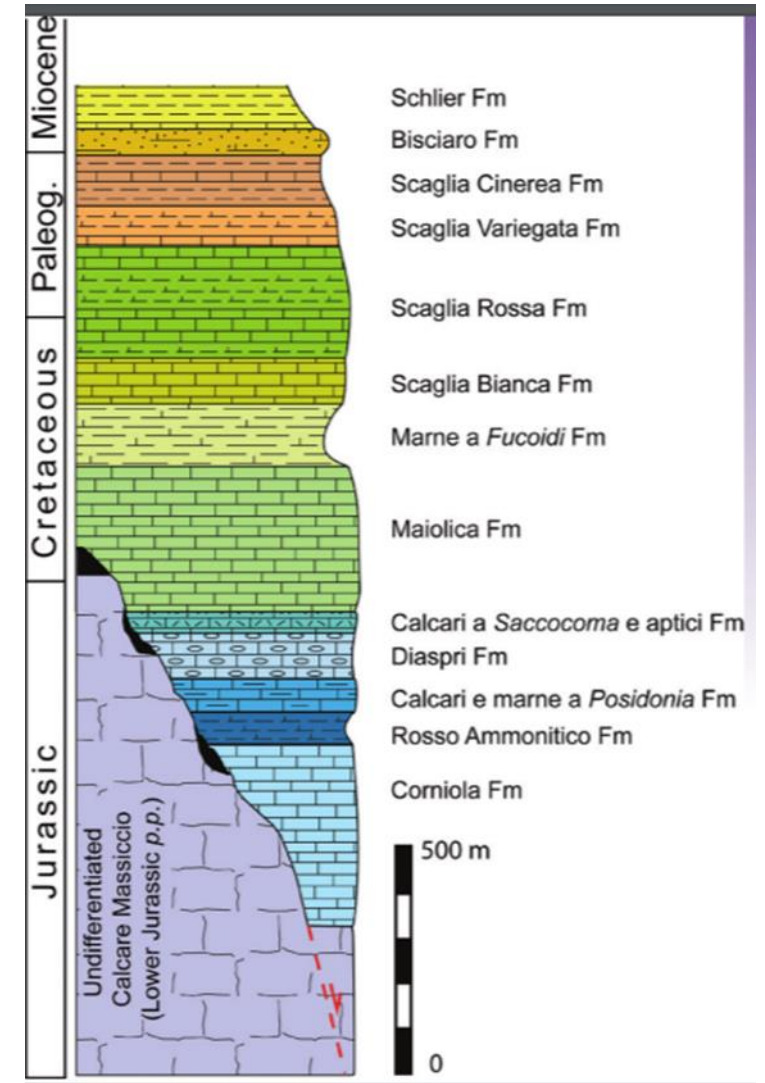 Miocene
Paleog.
Cretaceous
Jurassic
Schlier Fm
Bisciaro Fm
Scaglia Cinerea Fm
Scaglia Variegata Fm
Scaglia Rossa Fm
Scaglia Bianca Fm
Marne a Fucoidi Fm
Maiolica Fm
Calcari a Saccocoma e aptici Fm
Diaspri Fm
Calcari e marne a Posidonia Fm
Rosso Ammonitico Fm
Corniola Fm
Undifferentiated
Calcare Massiccio
(Lower Jurassic p.p.)
500 m
0